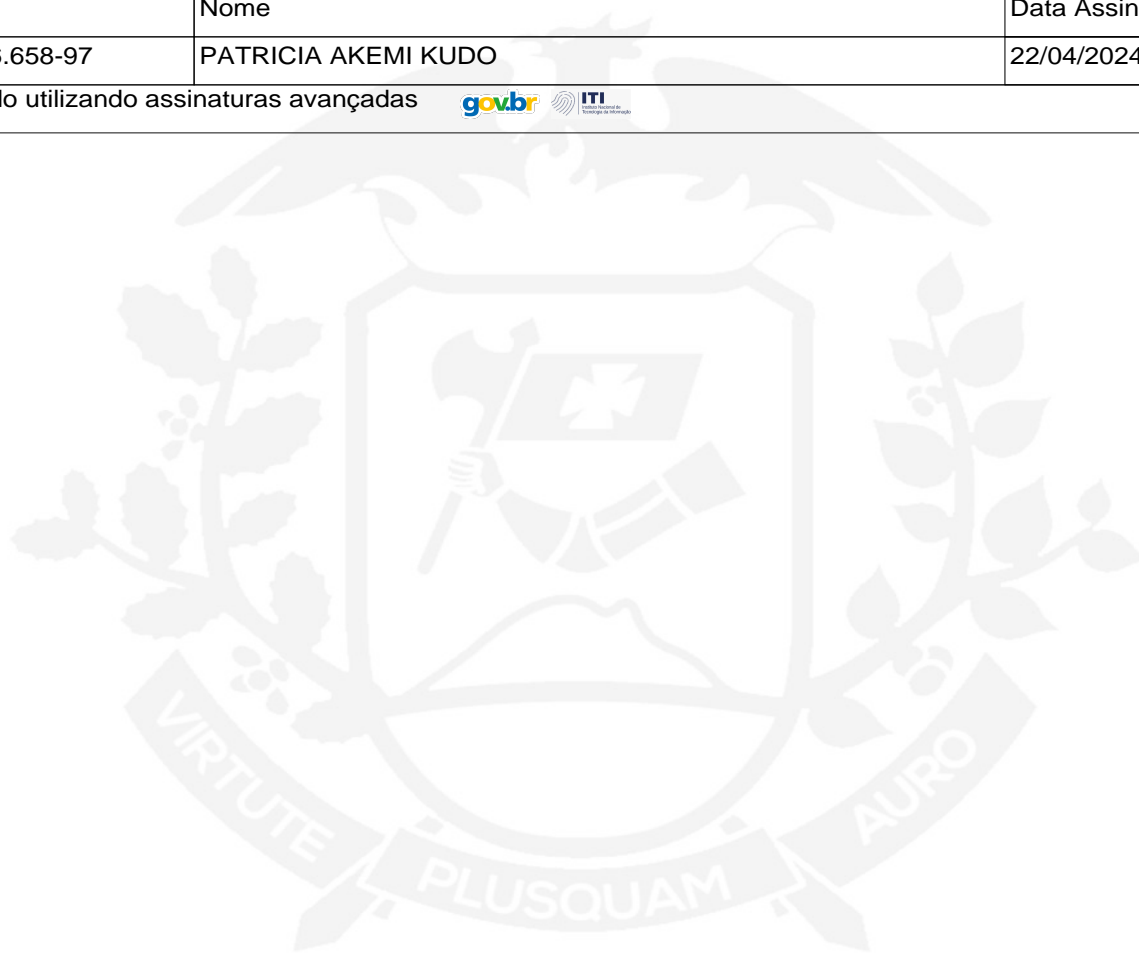 Nome Data Assin
.658-97 PATRICIA AKEMI KUDO 22/04/2024
do utilizando assinaturas avançadas gov.br ITI
VIRTUTE PLUSQUAM AURO